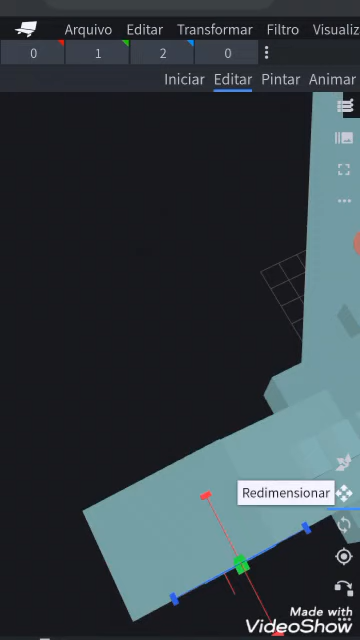 Arquivo Editar Transformar Filtro Visualiz
0 1 2 0
Iniciar Editar Pintar Animar
Redimensionar
Made with
VideoShow